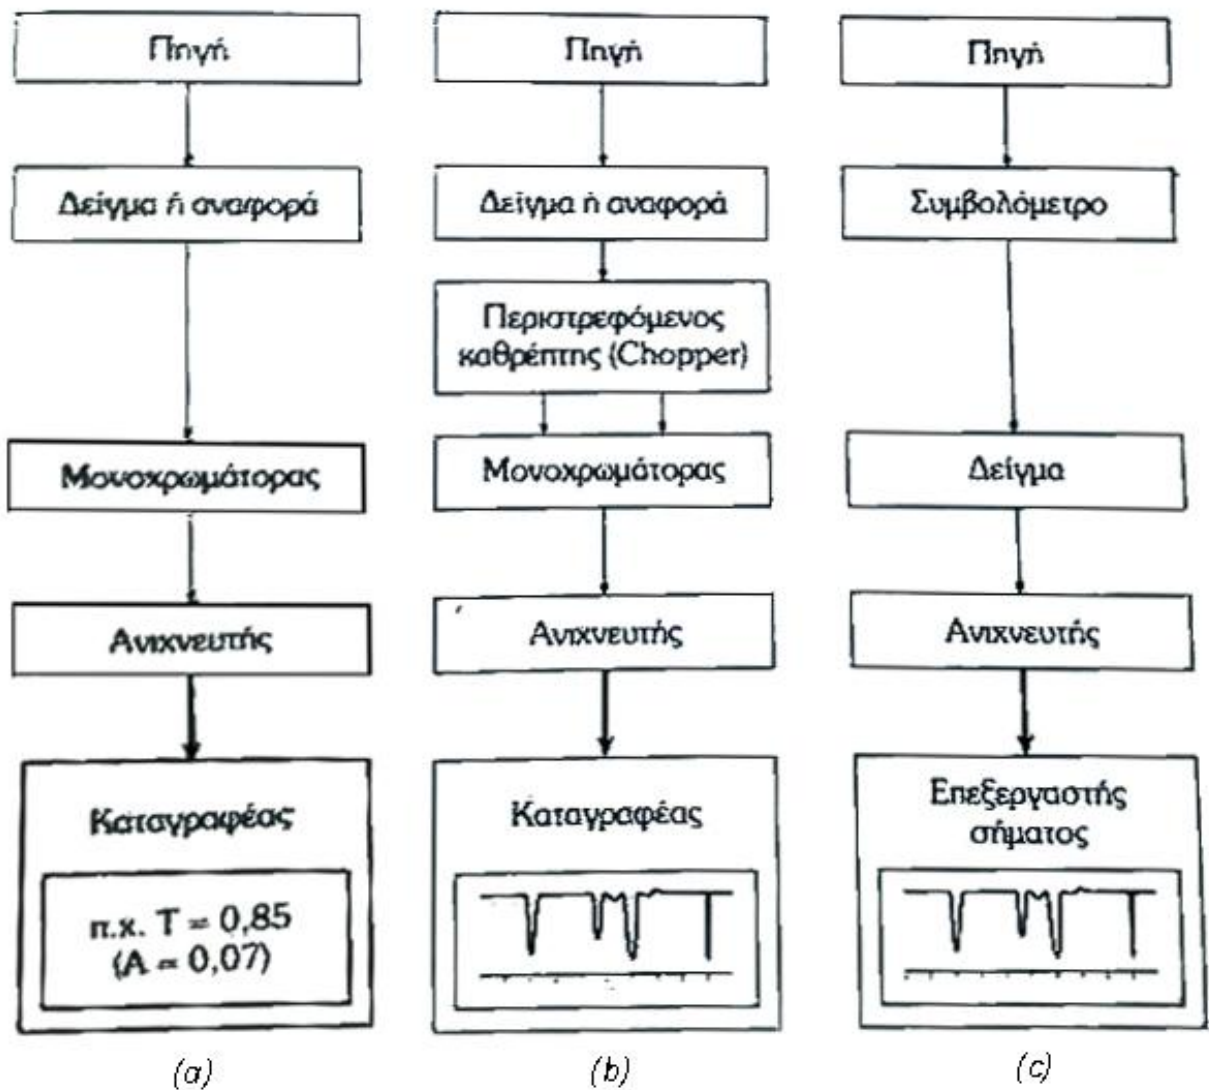 Πηγή
Δείγμα ή αναφορά
Μονοχρωμάτορας
Ανιχνευτής
Καταγραφέας
π.χ. T = 0,85
(A = 0,07)
(a)
Πηγή
Δείγμα ή αναφορά
Περιστρεφόμενος
καθρέπτης (Chopper)
Μονοχρωμάτορας
Ανιχνευτής
Καταγραφέας
(b)
Πηγή
Συμβολόμετρο
Δείγμα
Ανιχνευτής
Επεξεργαστής
σήματος
(c)